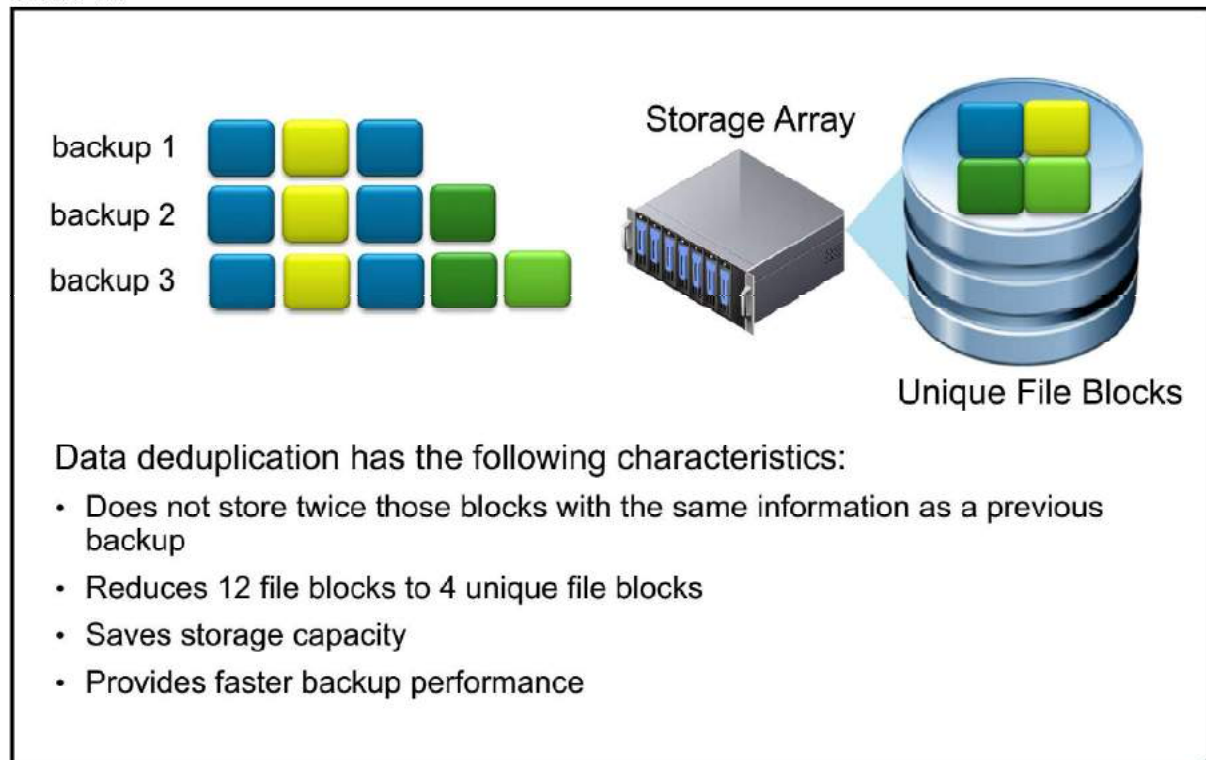 backup 1
backup 2
backup 3
Storage Array
Unique File Blocks
Data deduplication has the following characteristics:
• Does not store twice those blocks with the same information as a previous
backup
• Reduces 12 file blocks to 4 unique file blocks
• Saves storage capacity
• Provides faster backup performance